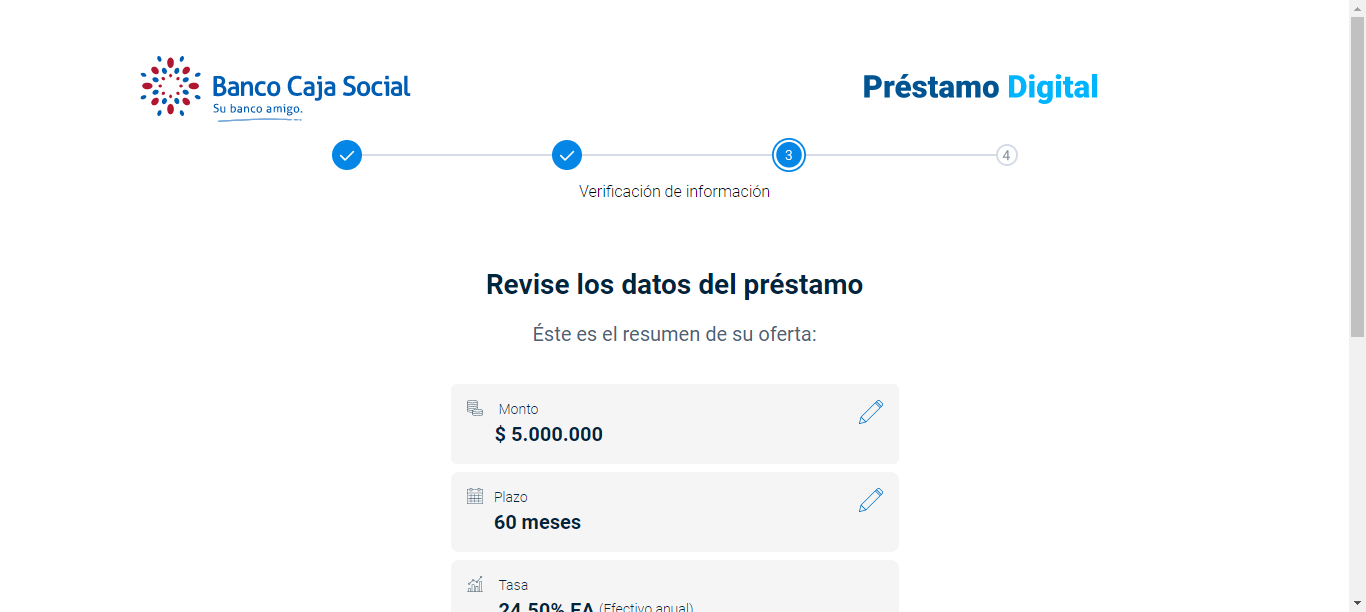 Banco Caja Social
Su banco amigo.
Préstamo Digital
3
4
Verificación de información
Revise los datos del préstamo
Éste es el resumen de su oferta:
Monto
$ 5.000.000
Plazo
60 meses
Tasa
24.50% EA (Efectivo anual)